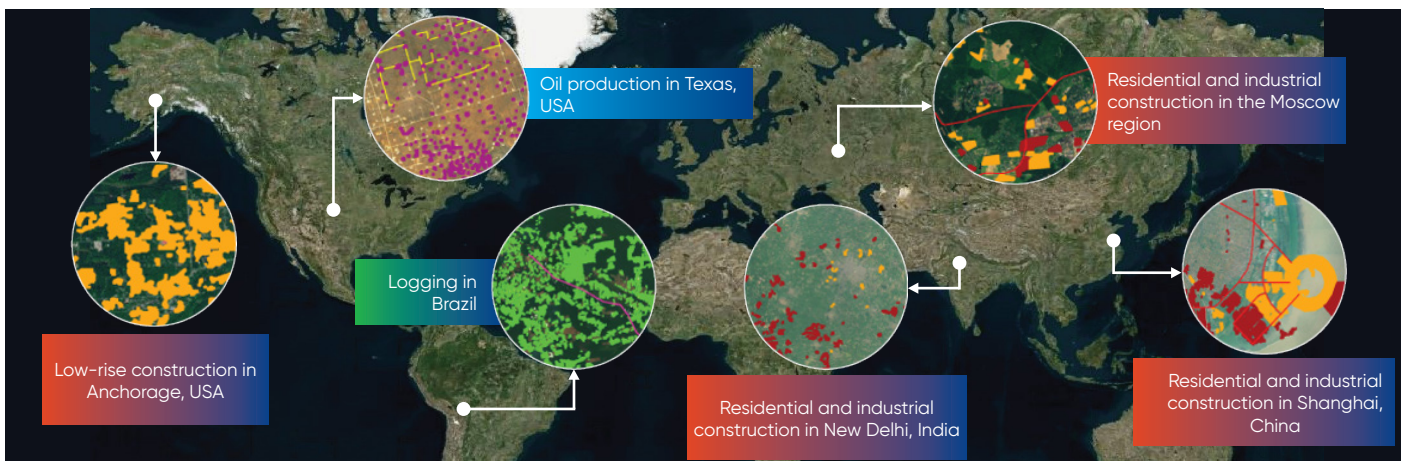 Oil production in Texas,
USA
Residential and industrial
construction in the Moscow
region
Logging in
Brazil
Low-rise construction in
Anchorage, USA
Residential and industrial
construction in New Delhi, India
Residential and industrial
construction in Shanghai,
China